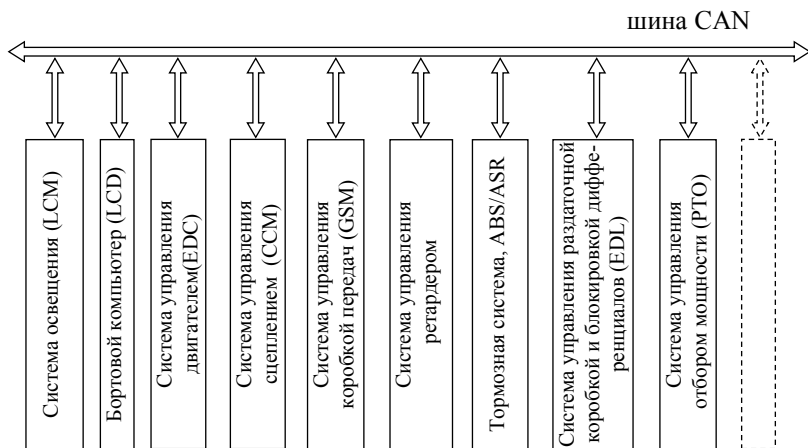 шина CAN
Система освещения (LCM)
Бортовой компьютер (LCD)
Система управления
двигателем(EDC)
Система управления
сцеплением (CCM)
Система управления
коробкой передач (GSM)
Система управления
ретардером
Тормозная система, ABS/ASR
Система управления раздаточной
коробкой и блокировкой диффе-
ренциалов (EDL)
Система управления
отбором мощности (PTO)